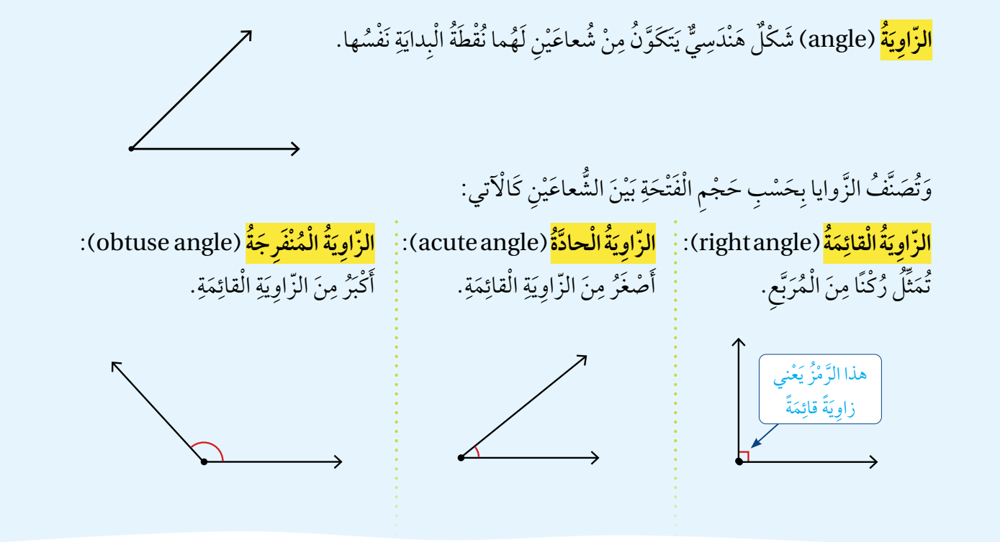 الزّاوِيَةُ (angle) شَكْلٌ هَنْدَسِيٌّ يَتَكَوَّنُ مِنْ شُعاعَيْنِ لَهُما نُقْطَةُ الْبِدايَةِ نَفْسُها.
وَتُصَنَّفُ الزَّوايا بِحَسْبِ حَجْمِ الْفَتْحَةِ بَيْنَ الشُّعاعَيْنِ كَالْآتي:
الزّاوِيَةُ الْقائِمَةُ (right angle):
تُمَثِّلُ رُكْنًا مِنَ الْمُرَبَّعِ.
هذا الرَّمْزُ يَعْني
زاوِيَةً قائِمَةً
الزّاوِيَةُ الْحادَّةُ (acute angle):
أَصْغَرُ مِنَ الزّاوِيَةِ الْقائِمَةِ.
الزّاوِيَةُ الْمُنْفَرِجَةُ (obtuse angle):
أَكْبَرُ مِنَ الزّاوِيَةِ الْقائِمَةِ.